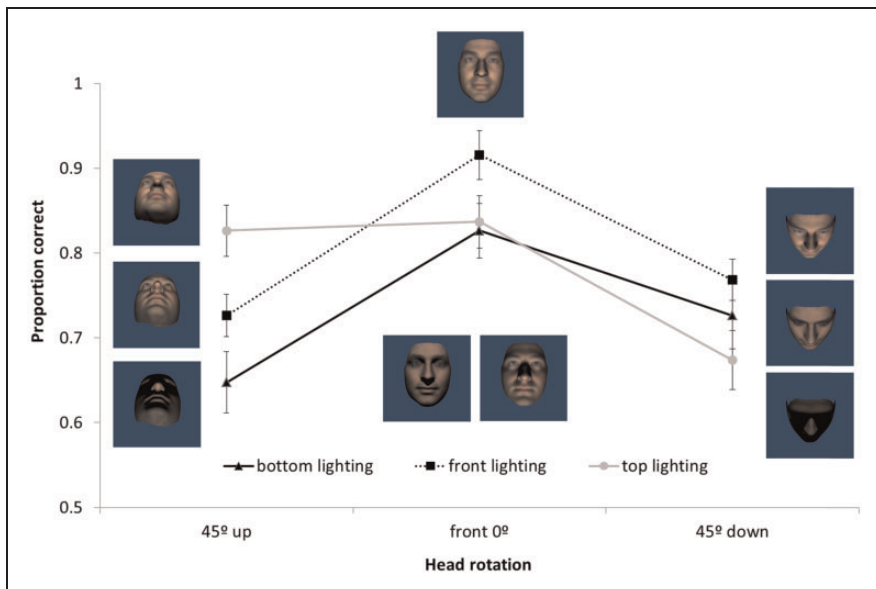 1
0.9
0.8
0.7
0.6
0.5
Proportion correct
bottom lighting front lighting top lighting
45º up front 0º 45º down
Head rotation